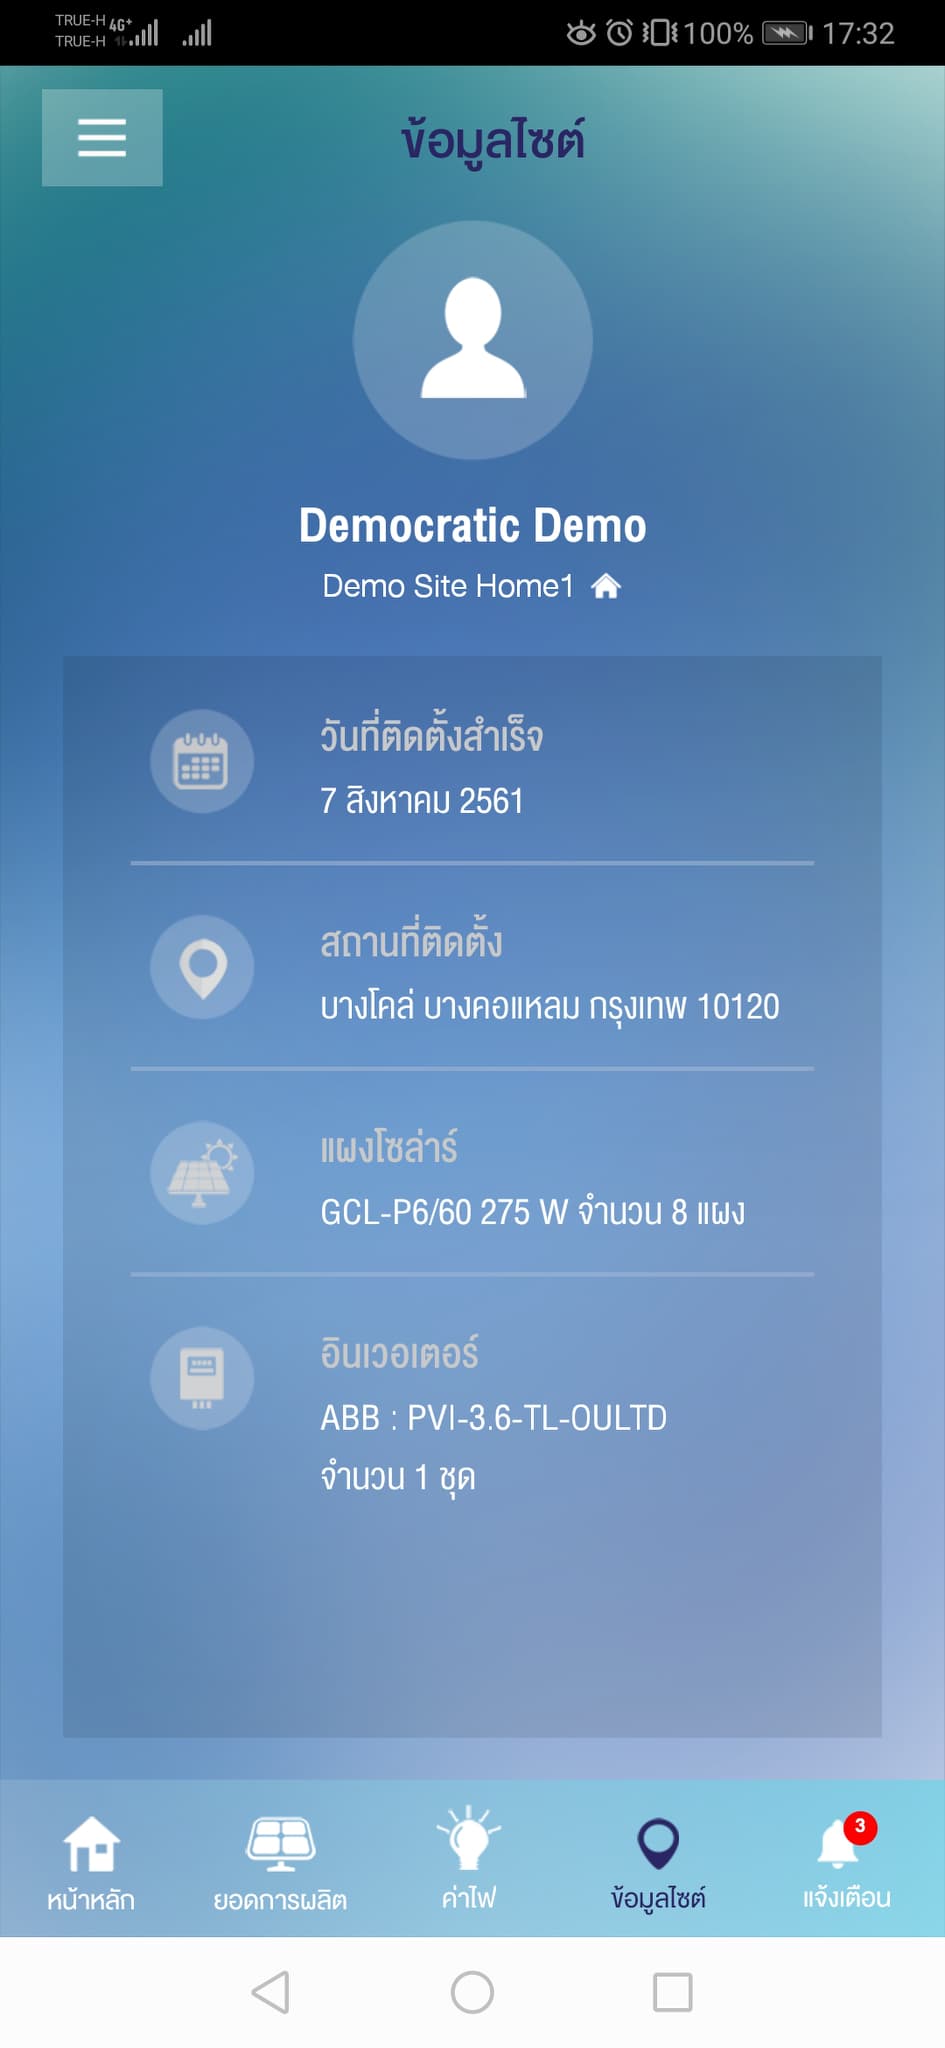 TRUE-H 4G+
TRUE-H
100% 17:32
ข้อมูลไซต์
Democratic Demo
Demo Site Home1
วันที่ติดตั้งสำเร็จ
7 สิงหาคม 2561
สถานที่ติดตั้ง
บางโคล่ บางคอแหลม กรุงเทพ 10120
แผงโซล่าร์
GCL-P6/60 275 W จำนวน 8 แผง
อินเวอเตอร์
ABB : PVI-3.6-TL-OULTD
จำนวน 1 ชุด
3
หน้าหลัก ยอดการผลิต ค่าไฟ ข้อมูลไซต์ แจ้งเตือน